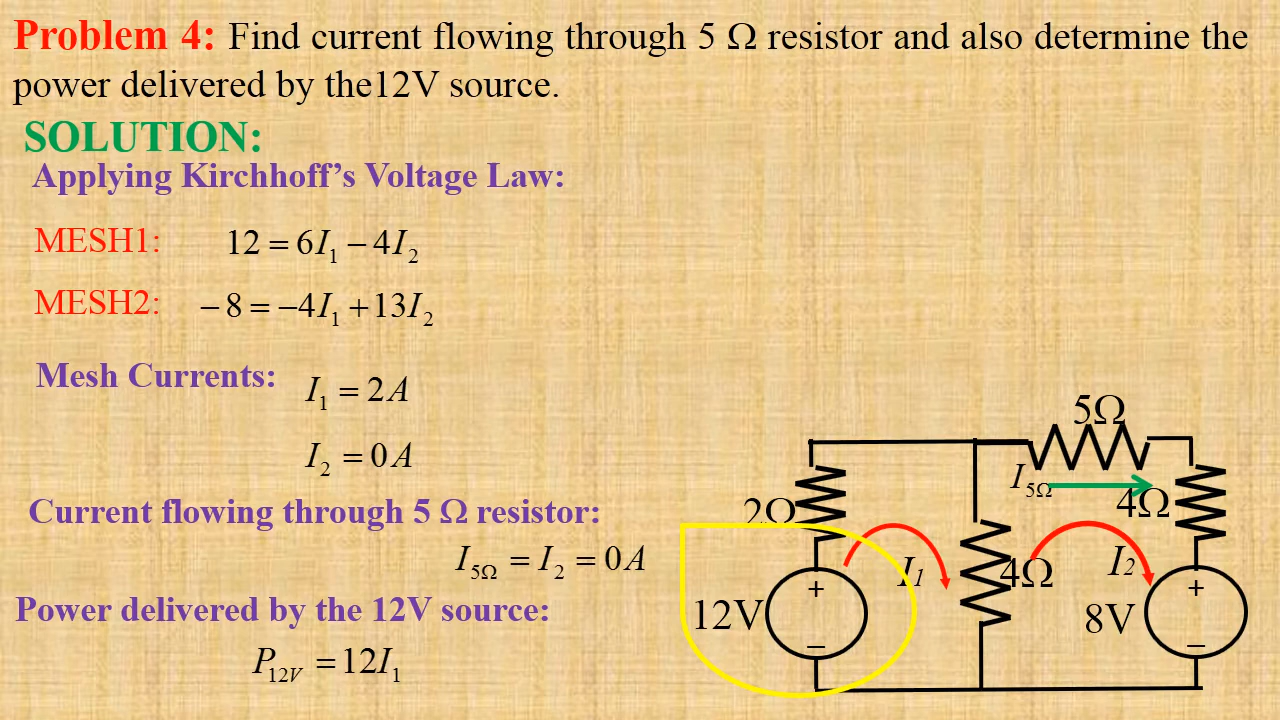 Problem 4: Find current flowing through 5 Ω resistor and also determine the
power delivered by the12V source.
SOLUTION:
Applying Kirchhoff’s Voltage Law:
MESH1: 12 = 6I₁ − 4I₂
MESH2: − 8 = −4I₁ +13I₂
Mesh Currents:
I₁ = 2A
I₂ = 0A
Current flowing through 5 Ω resistor:
I₅Ω = I₂ = 0A
Power delivered by the 12V source:
P₁₂V = 12I₁
5Ω
I₅Ω
4Ω
2Ω
I₁
4Ω
I₂
12V
+
−
8V
+
−